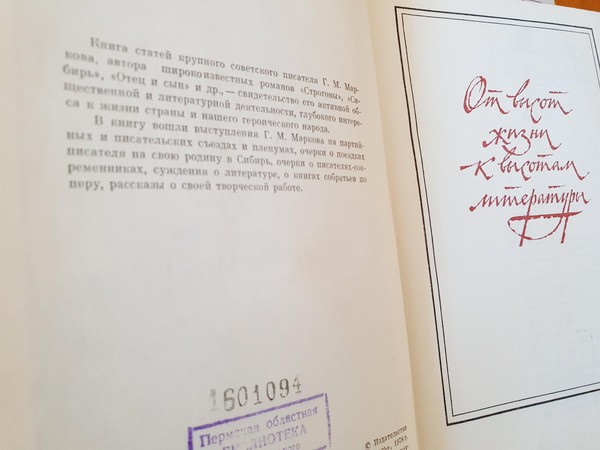 Книга статей крупного советского писателя Г. М. Мар-
кова, автора широкоизвестных романов «Строговы», «Си-
бирь», «Отец и сын» и др., — свидетельство его активной об-
щественной и литературной деятельности, глубокого интере-
са к жизни страны и нашего героического народа.
В книгу вошли выступления Г. М. Маркова на партий-
ных и писательских съездах и пленумах, очерки о поездках
писателя на свою родину в Сибирь, очерки о писателях-сов-
ременниках, суждения о литературе, о книгах собратьев по
перу, рассказы о своей творческой работе.
1601094
Пермская областная
БИБЛИОТЕКА
© Издательство
От высот
жизни
—к высотам
литературы